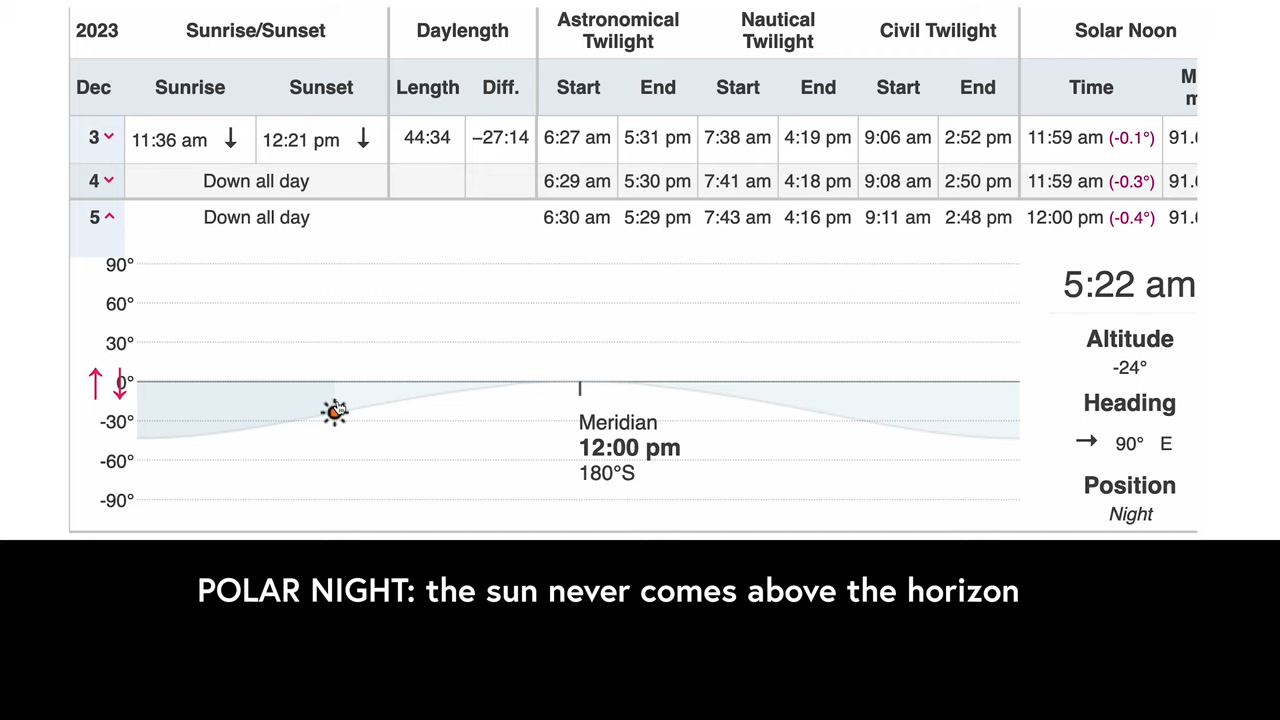 2023 Sunrise/Sunset Daylength Astronomical Twilight Nautical Twilight Civil Twilight Solar Noon
Dec Sunrise Sunset Length Diff. Start End Start End Start End Time
3 11:36 am ↓ 12:21 pm ↓ 44:34 −27:14 6:27 am 5:31 pm 7:38 am 4:19 pm 9:06 am 2:52 pm 11:59 am (-0.1°) 91.
4 Down all day 6:29 am 5:30 pm 7:41 am 4:18 pm 9:08 am 2:50 pm 11:59 am (-0.3°) 91.
5 Down all day 6:30 am 5:29 pm 7:43 am 4:16 pm 9:11 am 2:48 pm 12:00 pm (-0.4°) 91.
90°
60°
30°
0°
-30°
-60°
-90°
Meridian
12:00 pm
180°S
5:22 am
Altitude
-24°
Heading
→ 90° E
Position
Night
POLAR NIGHT: the sun never comes above the horizon